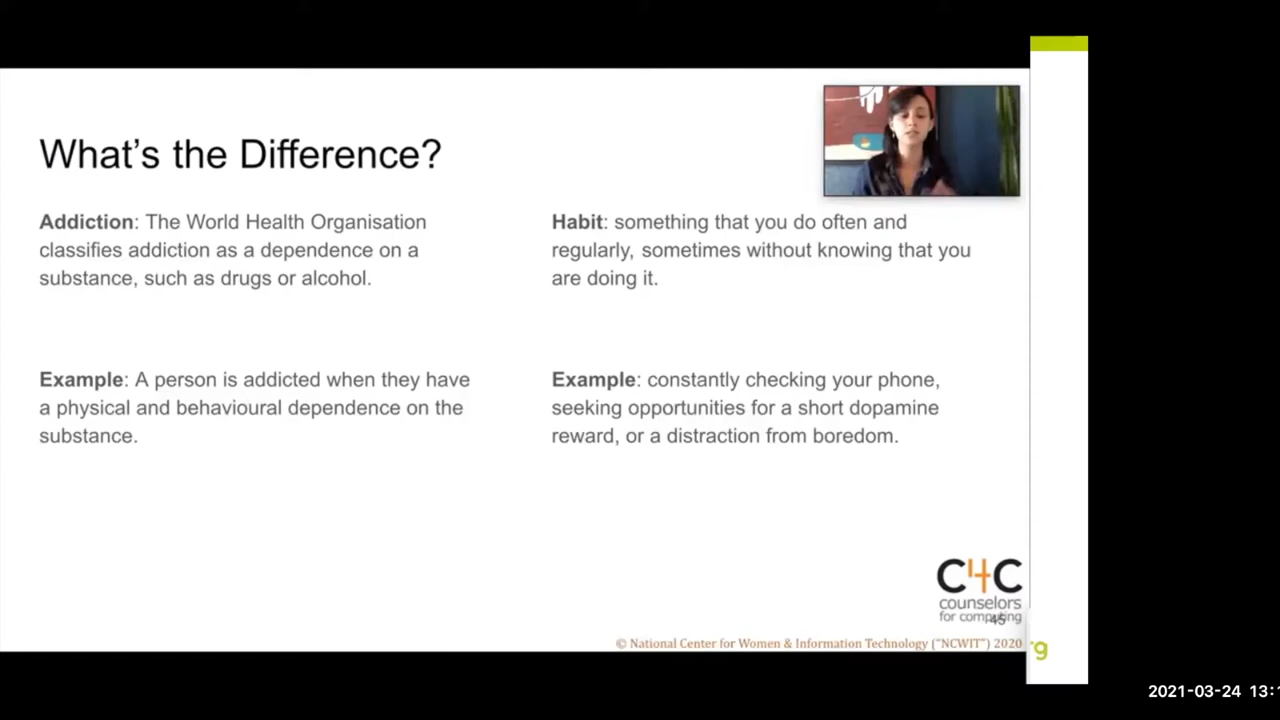 What's the Difference?
Addiction: The World Health Organisation
classifies addiction as a dependence on a
substance, such as drugs or alcohol.
Example: A person is addicted when they have
a physical and behavioural dependence on the
substance.
Habit: something that you do often and
regularly, sometimes without knowing that you
are doing it.
Example: constantly checking your phone,
seeking opportunities for a short dopamine
reward, or a distraction from boredom.
C4C
counselors
for computing
45
© National Center for Women & Information Technology ("NCWIT") 2020
rg
2021-03-24 13:1